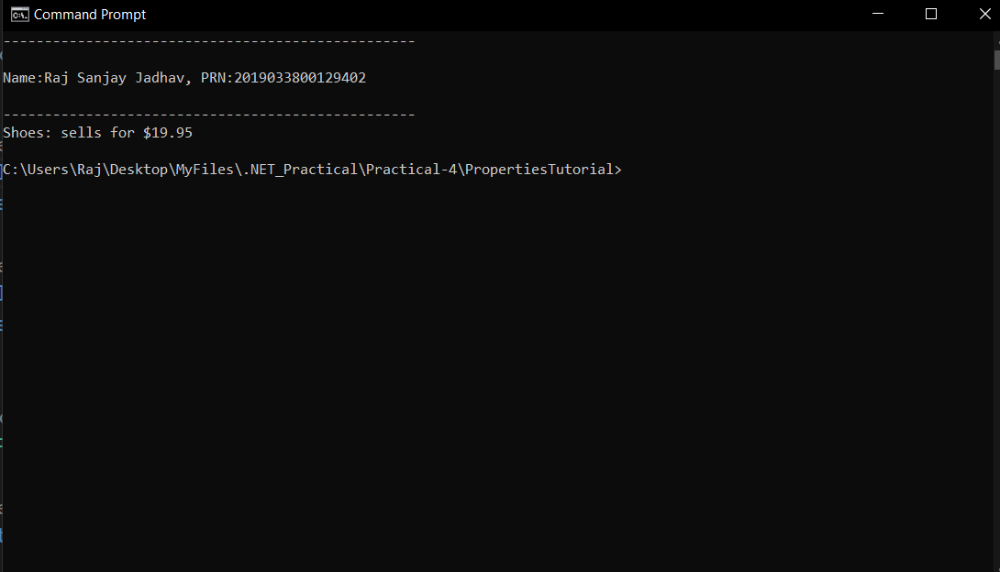 Command Prompt
--------------------------------------------------
Name:Raj Sanjay Jadhav, PRN:2019033800129402
--------------------------------------------------
Shoes: sells for $19.95
C:\Users\Raj\Desktop\MyFiles\.NET_Practical\Practical-4\PropertiesTutorial>